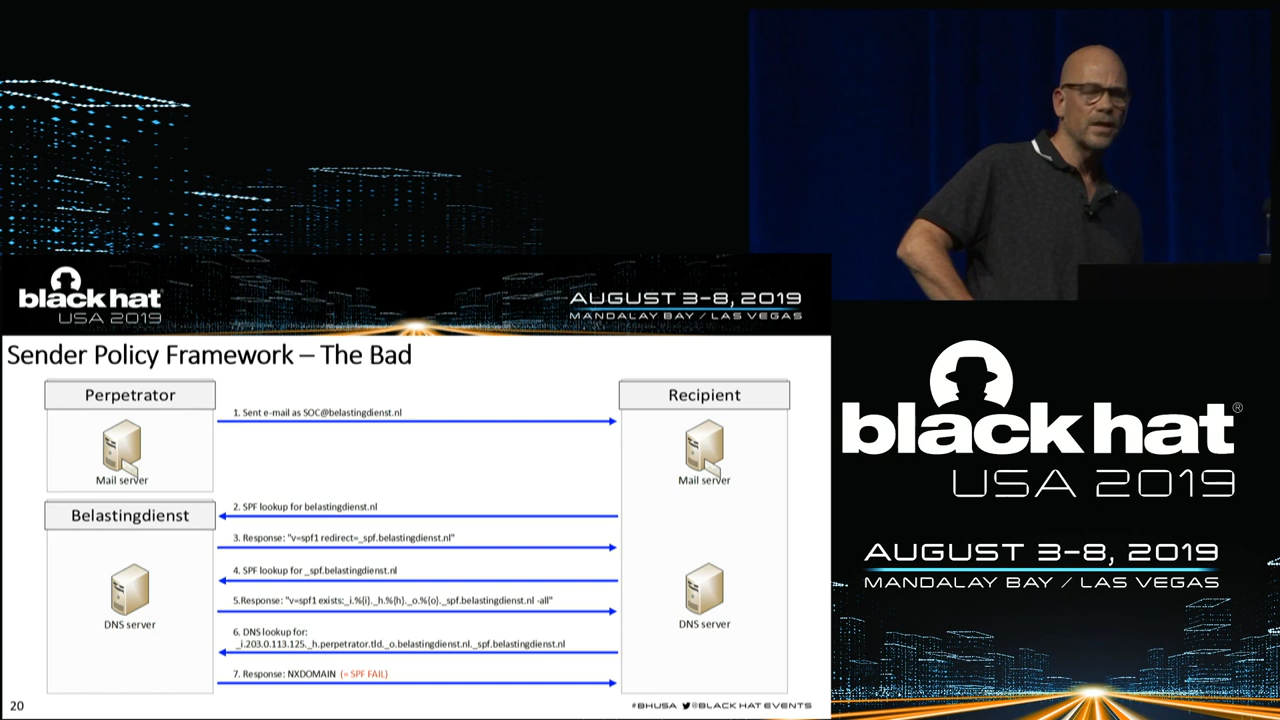 black hat
USA 2019
AUGUST 3-8, 2019
MANDALAY BAY / LAS VEGAS
Sender Policy Framework – The Bad
Perpetrator
Mail server
Belastingdienst
DNS server
1. Sent e-mail as SOC@belastingdienst.nl
2. SPF lookup for belastingdienst.nl
3. Response: "v=spf1 redirect=_spf.belastingdienst.nl"
4. SPF lookup for _spf.belastingdienst.nl
5.Response: "v=spf1 exists:_i.%{i}._h.%{h}._o.%{o}._spf.belastingdienst.nl -all"
6. DNS lookup for:
_i.203.0.113.125._h.perpetrator.tld._o.belastingdienst.nl._spf.belastingdienst.nl
7. Response: NXDOMAIN (= SPF FAIL)
Recipient
Mail server
DNS server
20
#BHUSA @BLACK HAT EVENTS
black hat®
USA 2019
AUGUST 3-8, 2019
MANDALAY BAY / LAS VEGAS